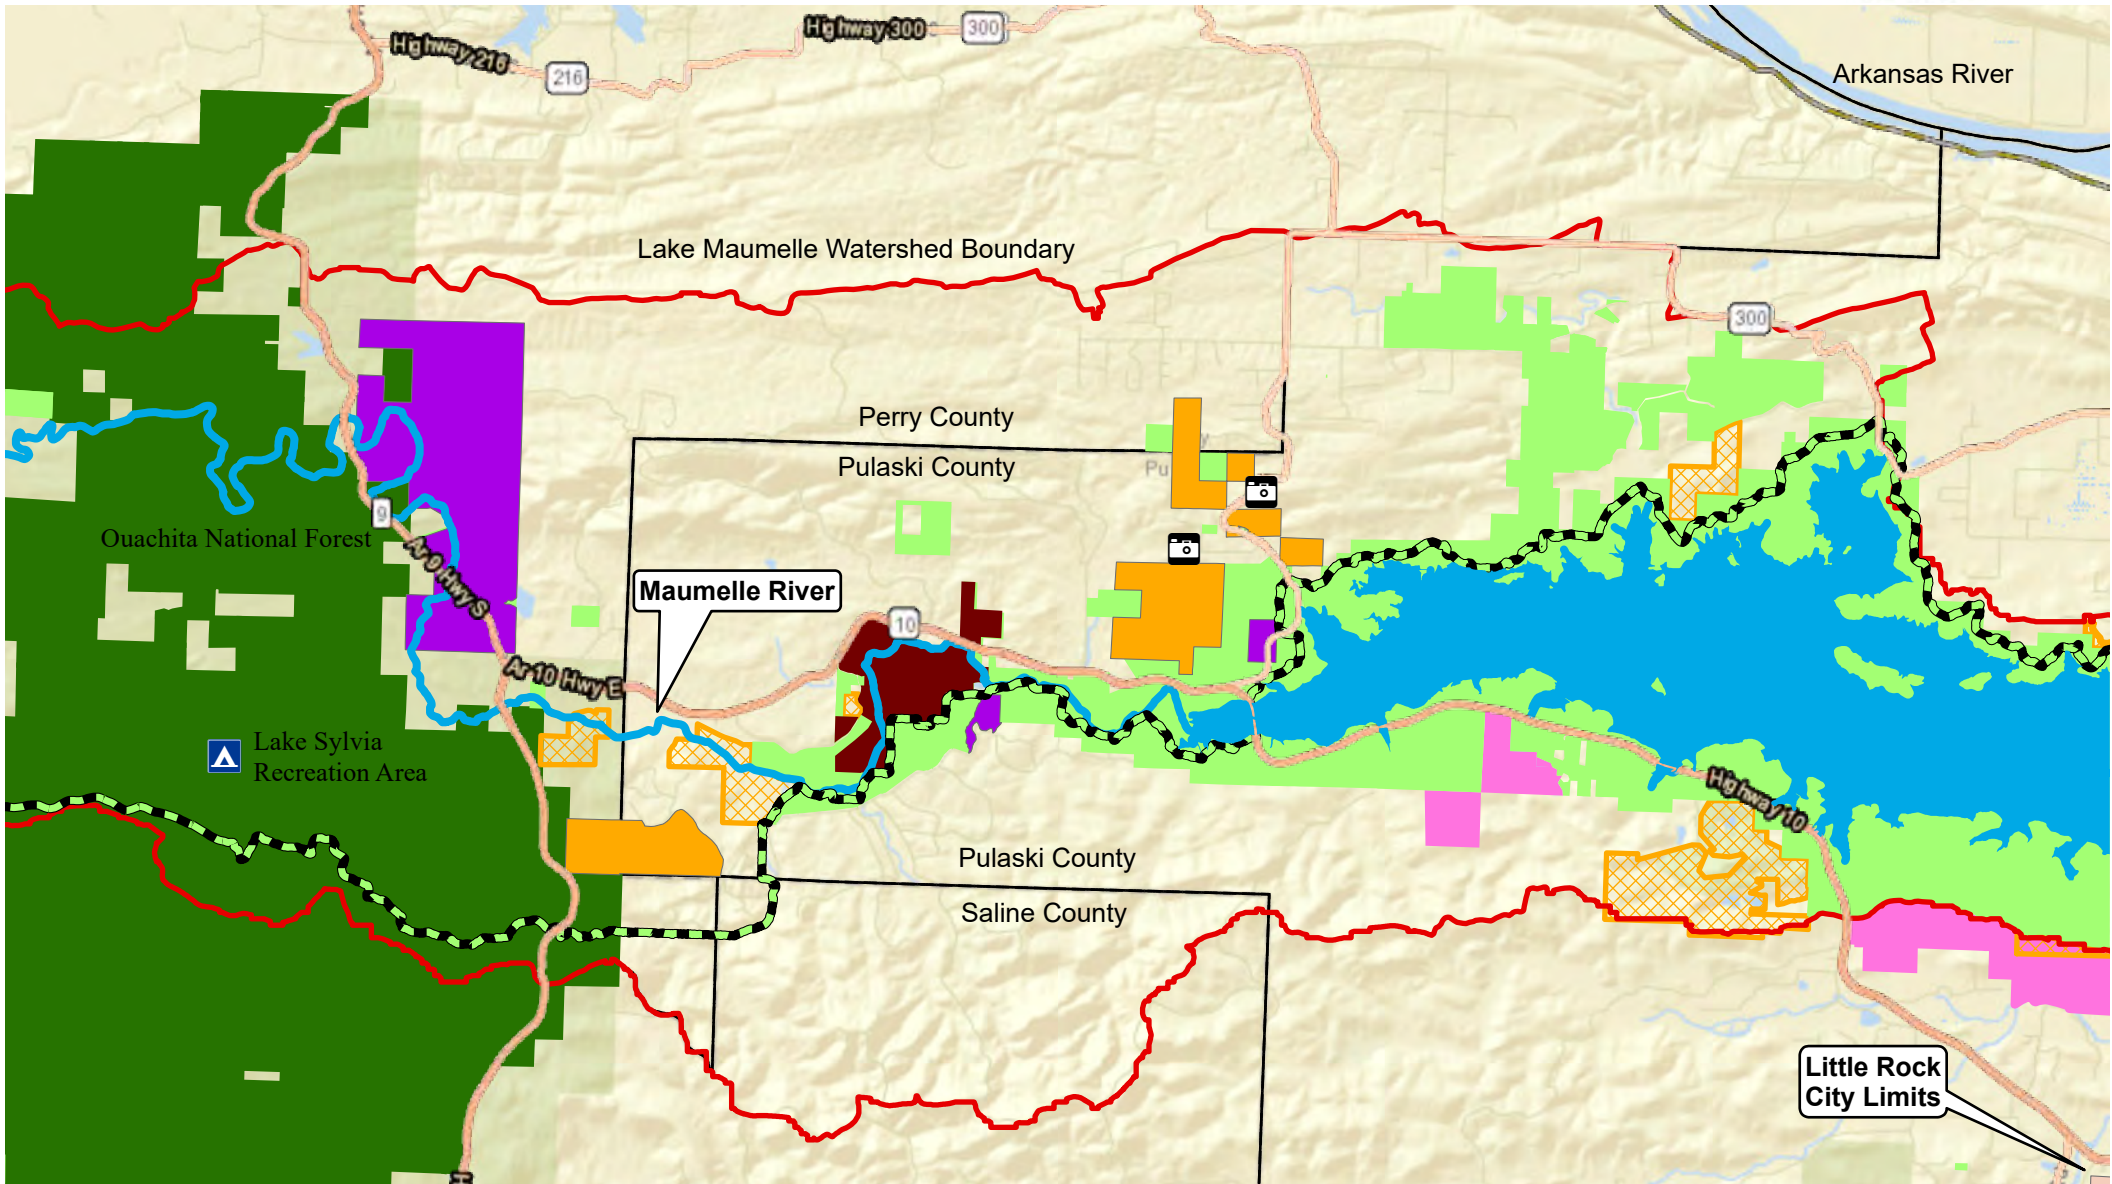 Highway 300
300
Highway 216
216
Arkansas River
Lake Maumelle Watershed Boundary
300
Perry County
Pulaski County
Pu
9
Ouachita National Forest
Ar 9 Hwy S
Maumelle River
10
Ar 10 Hwy E
Lake Sylvia
Recreation Area
Highway 10
Pulaski County
Saline County
Little Rock
City Limits
H